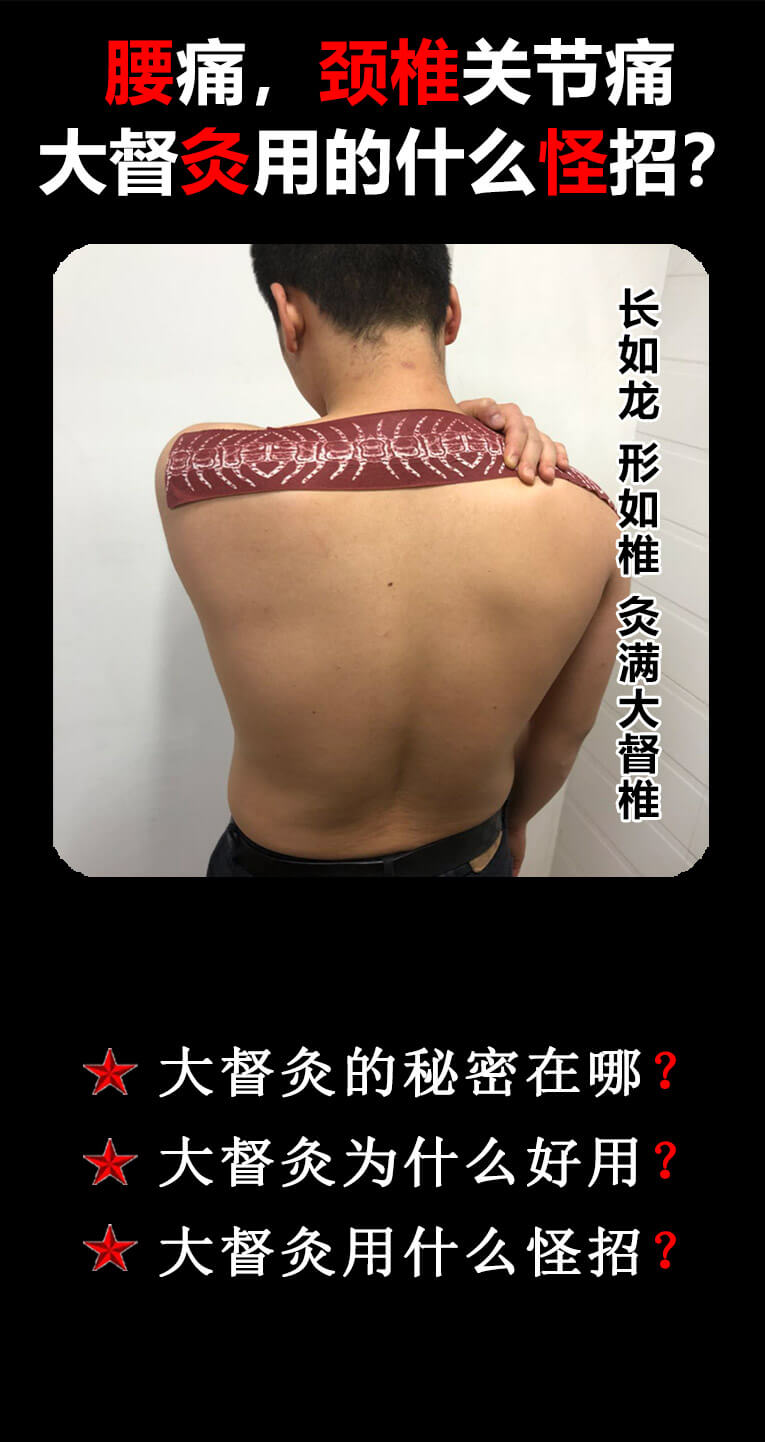 腰痛，颈椎关节痛
大督灸用的什么怪招？
长如龙 形如椎 灸满大督椎
大督灸的秘密在哪？
大督灸为什么好用？
大督灸用什么怪招？